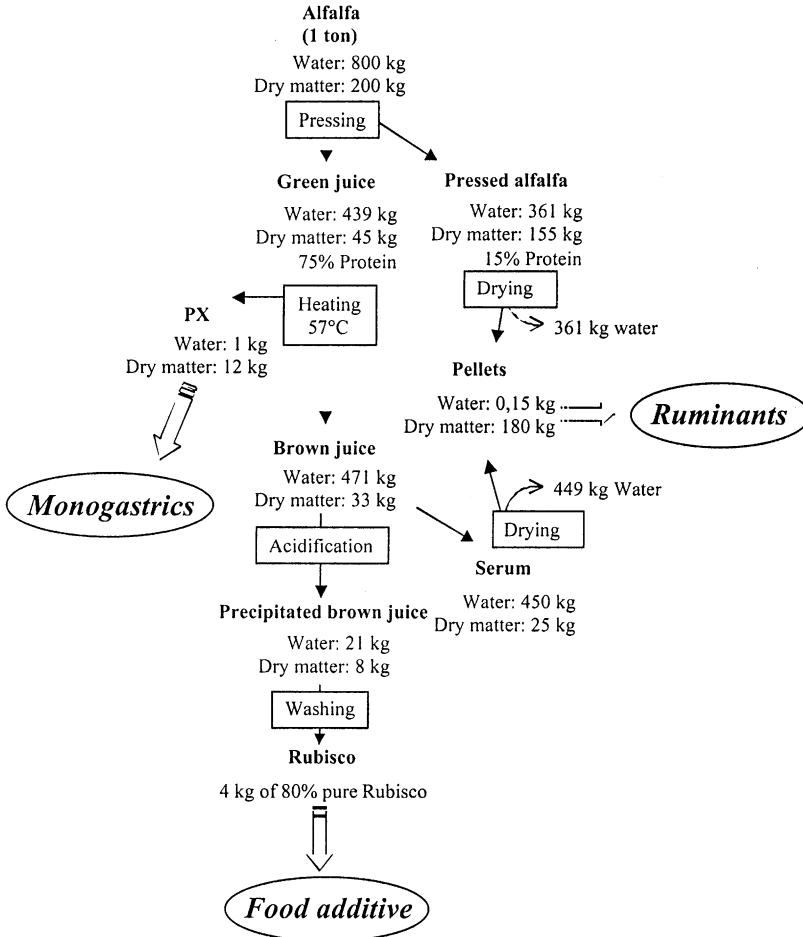 Alfalfa
(1 ton)
Water: 800 kg
Dry matter: 200 kg
Pressing
Green juice
Water: 439 kg
Dry matter: 45 kg
75% Protein
Pressed alfalfa
Water: 361 kg
Dry matter: 155 kg
15% Protein
Drying
361 kg water
Heating
57°C
PX
Water: 1 kg
Dry matter: 12 kg
Pellets
Water: 0,15 kg
Dry matter: 180 kg
Ruminants
Monogastrics
Brown juice
Water: 471 kg
Dry matter: 33 kg
449 kg Water
Drying
Acidification
Serum
Water: 450 kg
Dry matter: 25 kg
Precipitated brown juice
Water: 21 kg
Dry matter: 8 kg
Washing
Rubisco
4 kg of 80% pure Rubisco
Food additive